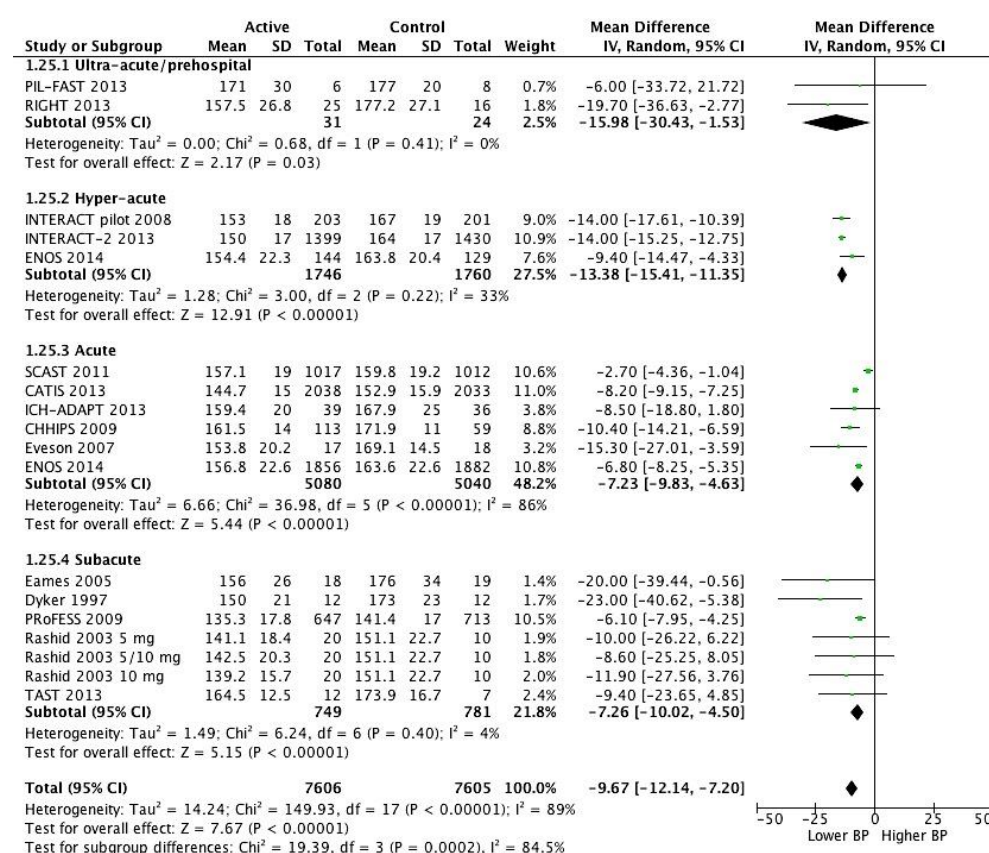 Active Control Mean Difference Mean Difference
Study or Subgroup Mean SD Total Mean SD Total Weight IV, Random, 95% CI IV, Random, 95% CI
1.25.1 Ultra-acute/prehospital
PIL-FAST 2013 171 30 6 177 20 8 0.7% -6.00 [-33.72, 21.72]
RIGHT 2013 157.5 26.8 25 177.2 27.1 16 1.8% -19.70 [-36.63, -2.77]
Subtotal (95% CI) 31 24 2.5% -15.98 [-30.43, -1.53]
Heterogeneity: Tau² = 0.00; Chi² = 0.68, df = 1 (P = 0.41); I² = 0%
Test for overall effect: Z = 2.17 (P = 0.03)
1.25.2 Hyper-acute
INTERACT pilot 2008 153 18 203 167 19 201 9.0% -14.00 [-17.61, -10.39]
INTERACT-2 2013 150 17 1399 164 17 1430 10.9% -14.00 [-15.25, -12.75]
ENOS 2014 154.4 22.3 144 163.8 20.4 129 7.6% -9.40 [-14.47, -4.33]
Subtotal (95% CI) 1746 1760 27.5% -13.38 [-15.41, -11.35]
Heterogeneity: Tau² = 1.28; Chi² = 3.00, df = 2 (P = 0.22); I² = 33%
Test for overall effect: Z = 12.91 (P < 0.00001)
1.25.3 Acute
SCAST 2011 157.1 19 1017 159.8 19.2 1012 10.6% -2.70 [-4.36, -1.04]
CATIS 2013 144.7 15 2038 152.9 15.9 2033 11.0% -8.20 [-9.15, -7.25]
ICH-ADAPT 2013 159.4 20 39 167.9 25 36 3.8% -8.50 [-18.80, 1.80]
CHHIPS 2009 161.5 14 113 171.9 11 59 8.8% -10.40 [-14.21, -6.59]
Eveson 2007 153.8 20.2 17 169.1 14.5 18 3.2% -15.30 [-27.01, -3.59]
ENOS 2014 156.8 22.6 1856 163.6 22.6 1882 10.8% -6.80 [-8.25, -5.35]
Subtotal (95% CI) 5080 5040 48.2% -7.23 [-9.83, -4.63]
Heterogeneity: Tau² = 6.66; Chi² = 36.98, df = 5 (P < 0.00001); I² = 86%
Test for overall effect: Z = 5.44 (P < 0.00001)
1.25.4 Subacute
Eames 2005 156 26 18 176 34 19 1.4% -20.00 [-39.44, -0.56]
Dyker 1997 150 21 12 173 23 12 1.7% -23.00 [-40.62, -5.38]
PRoFESS 2009 135.3 17.8 647 141.4 17 713 10.5% -6.10 [-7.95, -4.25]
Rashid 2003 5 mg 141.1 18.4 20 151.1 22.7 10 1.9% -10.00 [-26.22, 6.22]
Rashid 2003 5/10 mg 142.5 20.3 20 151.1 22.7 10 1.8% -8.60 [-25.25, 8.05]
Rashid 2003 10 mg 139.2 15.7 20 151.1 22.7 10 2.0% -11.90 [-27.56, 3.76]
TAST 2013 164.5 12.5 12 173.9 16.7 7 2.4% -9.40 [-23.65, 4.85]
Subtotal (95% CI) 749 781 21.8% -7.26 [-10.02, -4.50]
Heterogeneity: Tau² = 1.49; Chi² = 6.24, df = 6 (P = 0.40); I² = 4%
Test for overall effect: Z = 5.15 (P < 0.00001)
Total (95% CI) 7606 7605 100.0% -9.67 [-12.14, -7.20]
Heterogeneity: Tau² = 14.24; Chi² = 149.93, df = 17 (P < 0.00001); I² = 89%
Test for overall effect: Z = 7.67 (P < 0.00001)
Test for subgroup differences: Chi² = 19.39, df = 3 (P = 0.0002), I² = 84.5%
-50 -25 0 25 50
Lower BP Higher BP